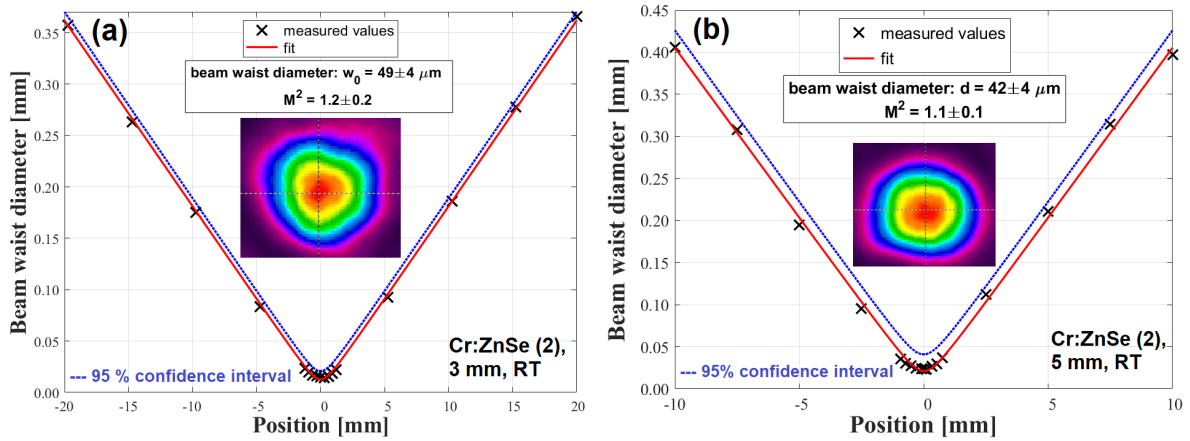 (a)
× measured values
fit
beam waist diameter: w₀ = 49±4 μm
M² = 1.2±0.2
Beam waist diameter [mm]
0.35
0.30
0.25
0.20
0.15
0.10
0.05
0.00
Cr:ZnSe (2),
3 mm, RT
--- 95 % confidence interval
-20 -15 -10 -5 0 5 10 15 20
Position [mm]
(b)
× measured values
fit
beam waist diameter: d = 42±4 μm
M² = 1.1±0.1
Beam waist diameter [mm]
0.45
0.40
0.35
0.30
0.25
0.20
0.15
0.10
0.05
0.00
Cr:ZnSe (2),
5 mm, RT
--- 95% confidence interval
-10 -5 0 5 10
Position [mm]